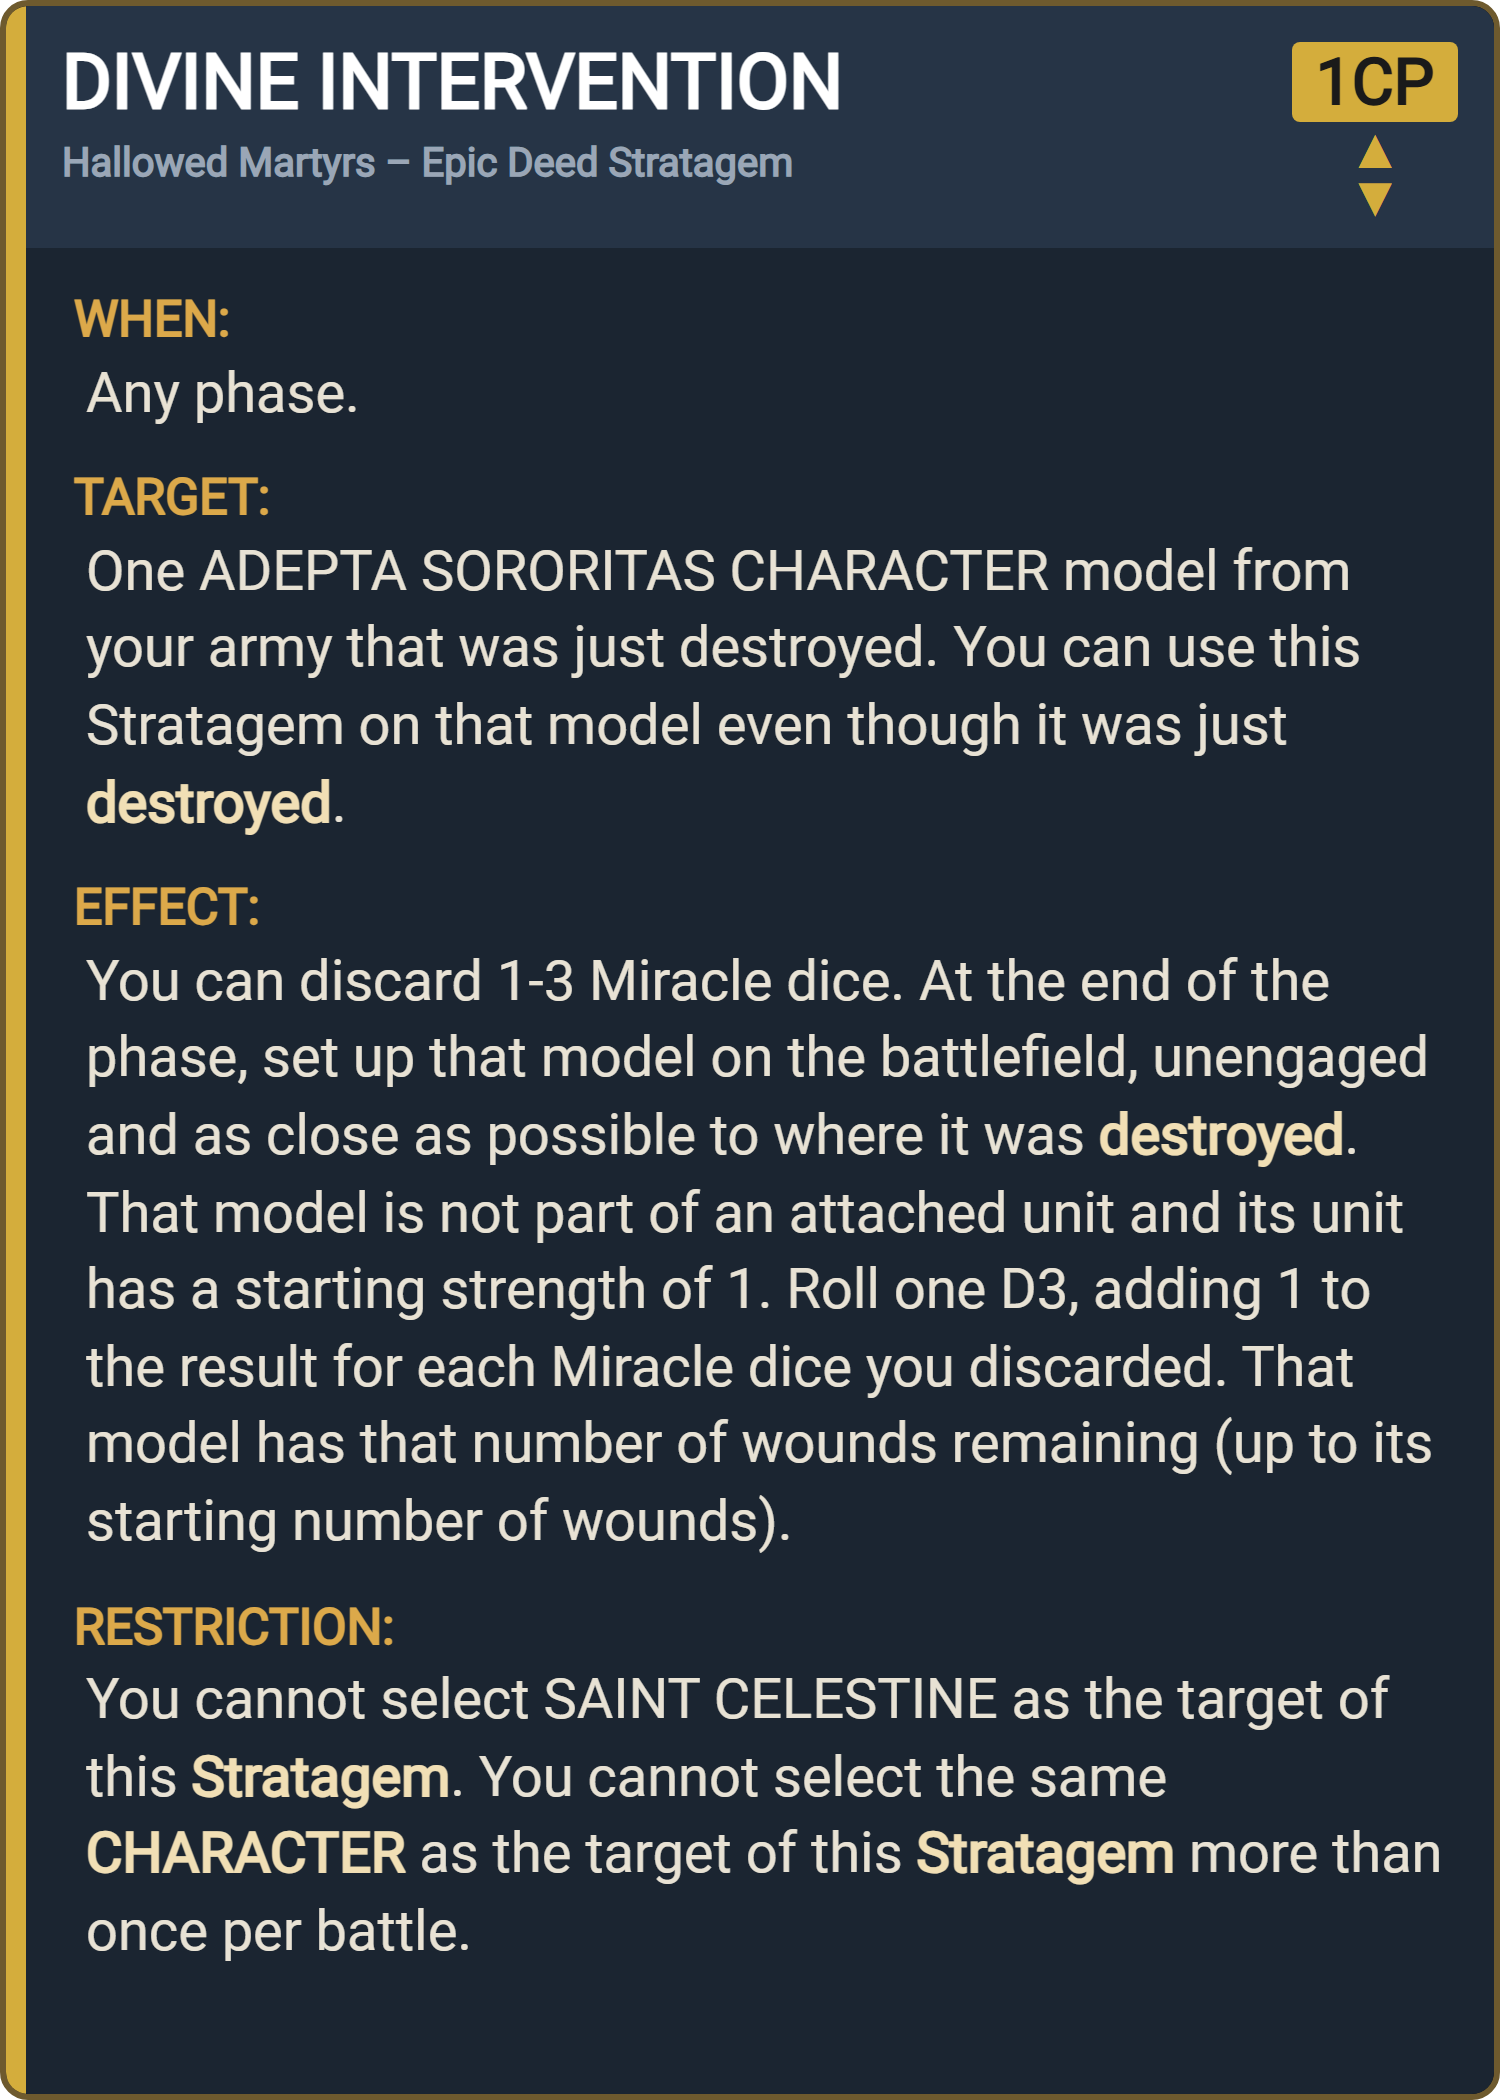 DIVINE INTERVENTION
1CP
Hallowed Martyrs – Epic Deed Stratagem
▲
▼
WHEN:
Any phase.
TARGET:
One ADEPTA SORORITAS CHARACTER model from
your army that was just destroyed. You can use this
Stratagem on that model even though it was just
destroyed.
EFFECT:
You can discard 1-3 Miracle dice. At the end of the
phase, set up that model on the battlefield, unengaged
and as close as possible to where it was destroyed.
That model is not part of an attached unit and its unit
has a starting strength of 1. Roll one D3, adding 1 to
the result for each Miracle dice you discarded. That
model has that number of wounds remaining (up to its
starting number of wounds).
RESTRICTION:
You cannot select SAINT CELESTINE as the target of
this Stratagem. You cannot select the same
CHARACTER as the target of this Stratagem more than
once per battle.